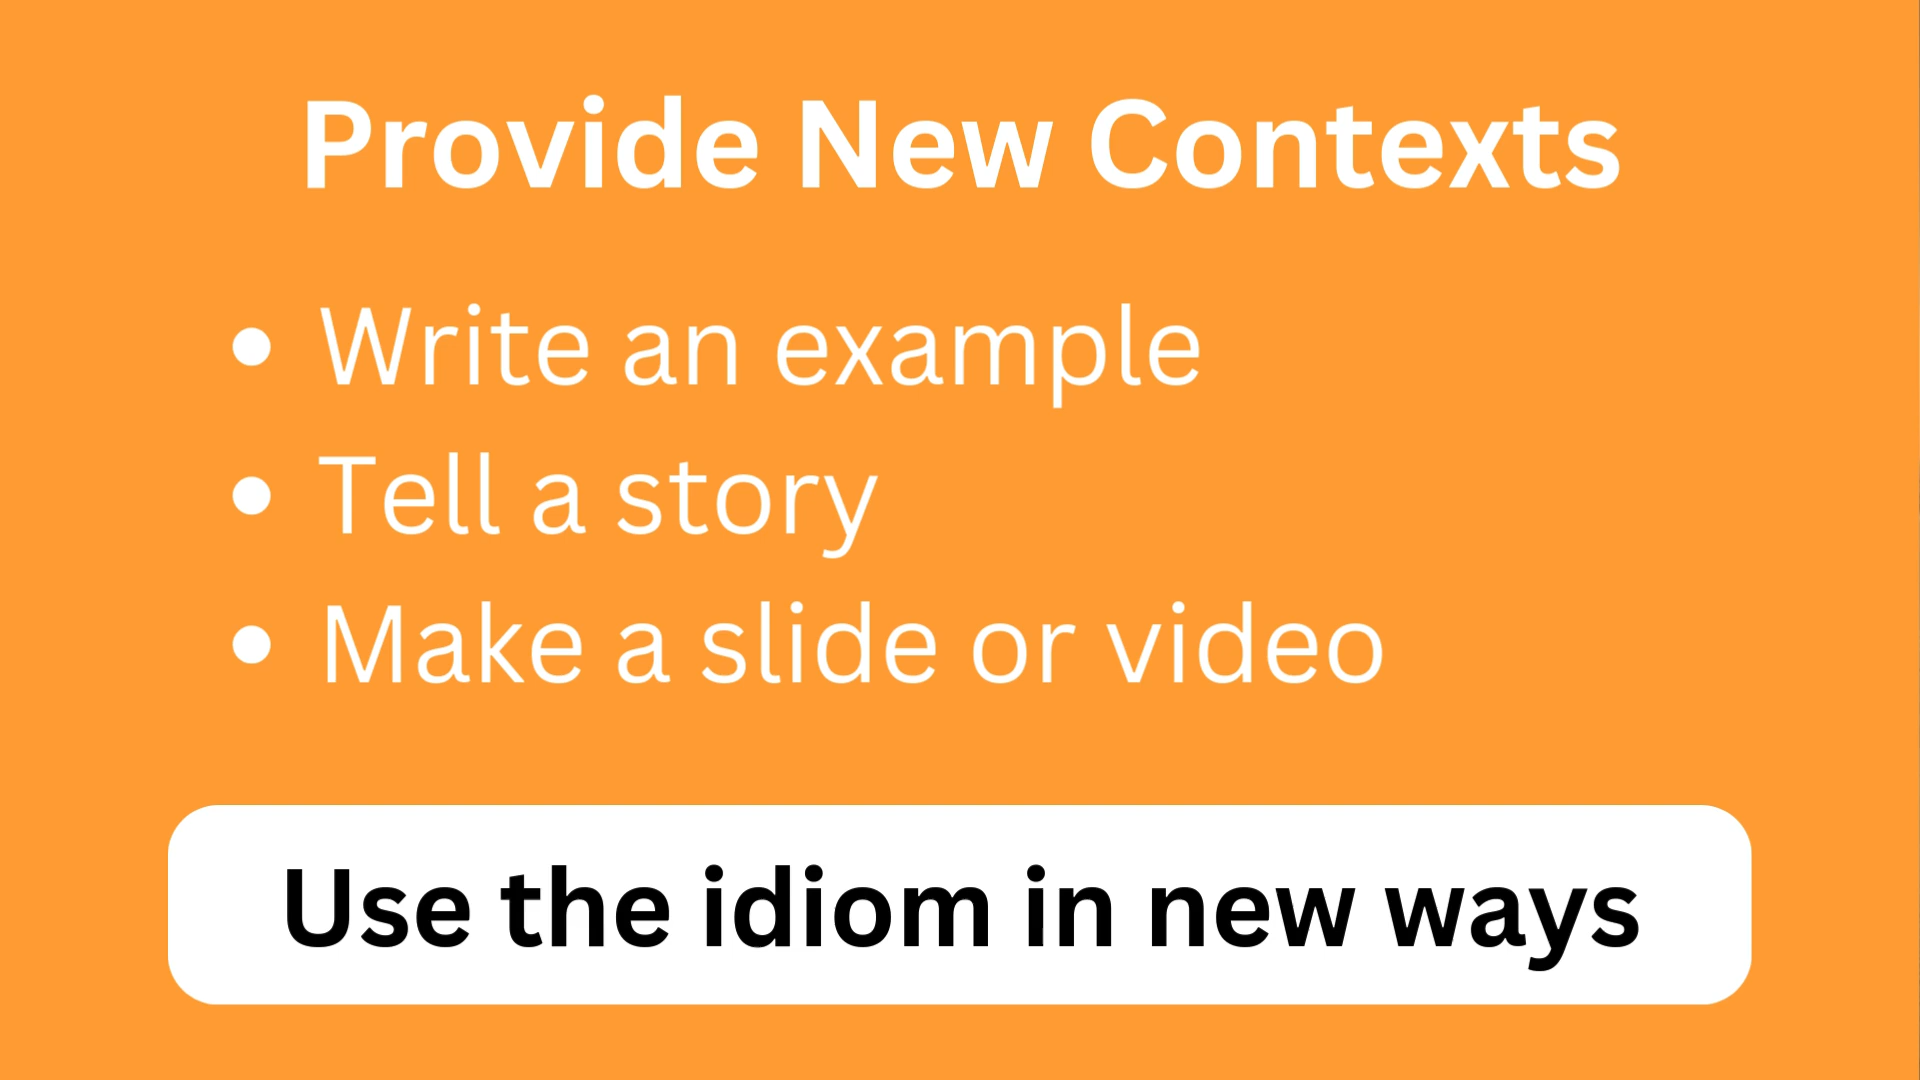 Provide New Contexts
• Write an example
• Tell a story
• Make a slide or video
Use the idiom in new ways